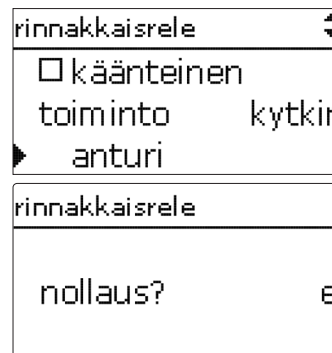 rinnakkaisrele
käänteinen
toiminto
anturi
rinnakkaisrele
nollaus?